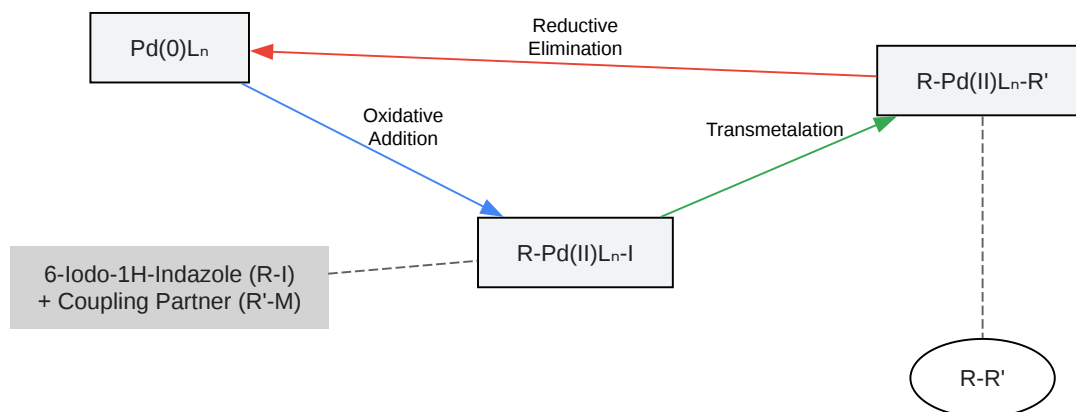 Pd(0)Lₙ
Reductive
Elimination
R-Pd(II)Lₙ-R'
Oxidative
Addition
Transmetalation
R-Pd(II)Lₙ-I
6-Iodo-1H-Indazole (R-I)
+ Coupling Partner (R'-M)
R-R'